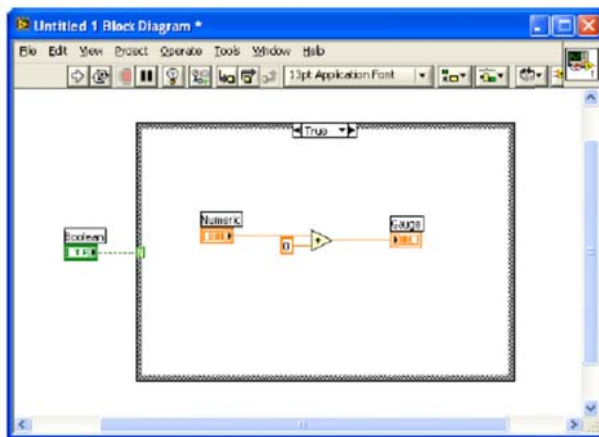 Untitled 1 Block Diagram *
File Edit View Project Operate Tools Window Help
13pt Application Font
True
Numeric
Gauge
Boolean
0